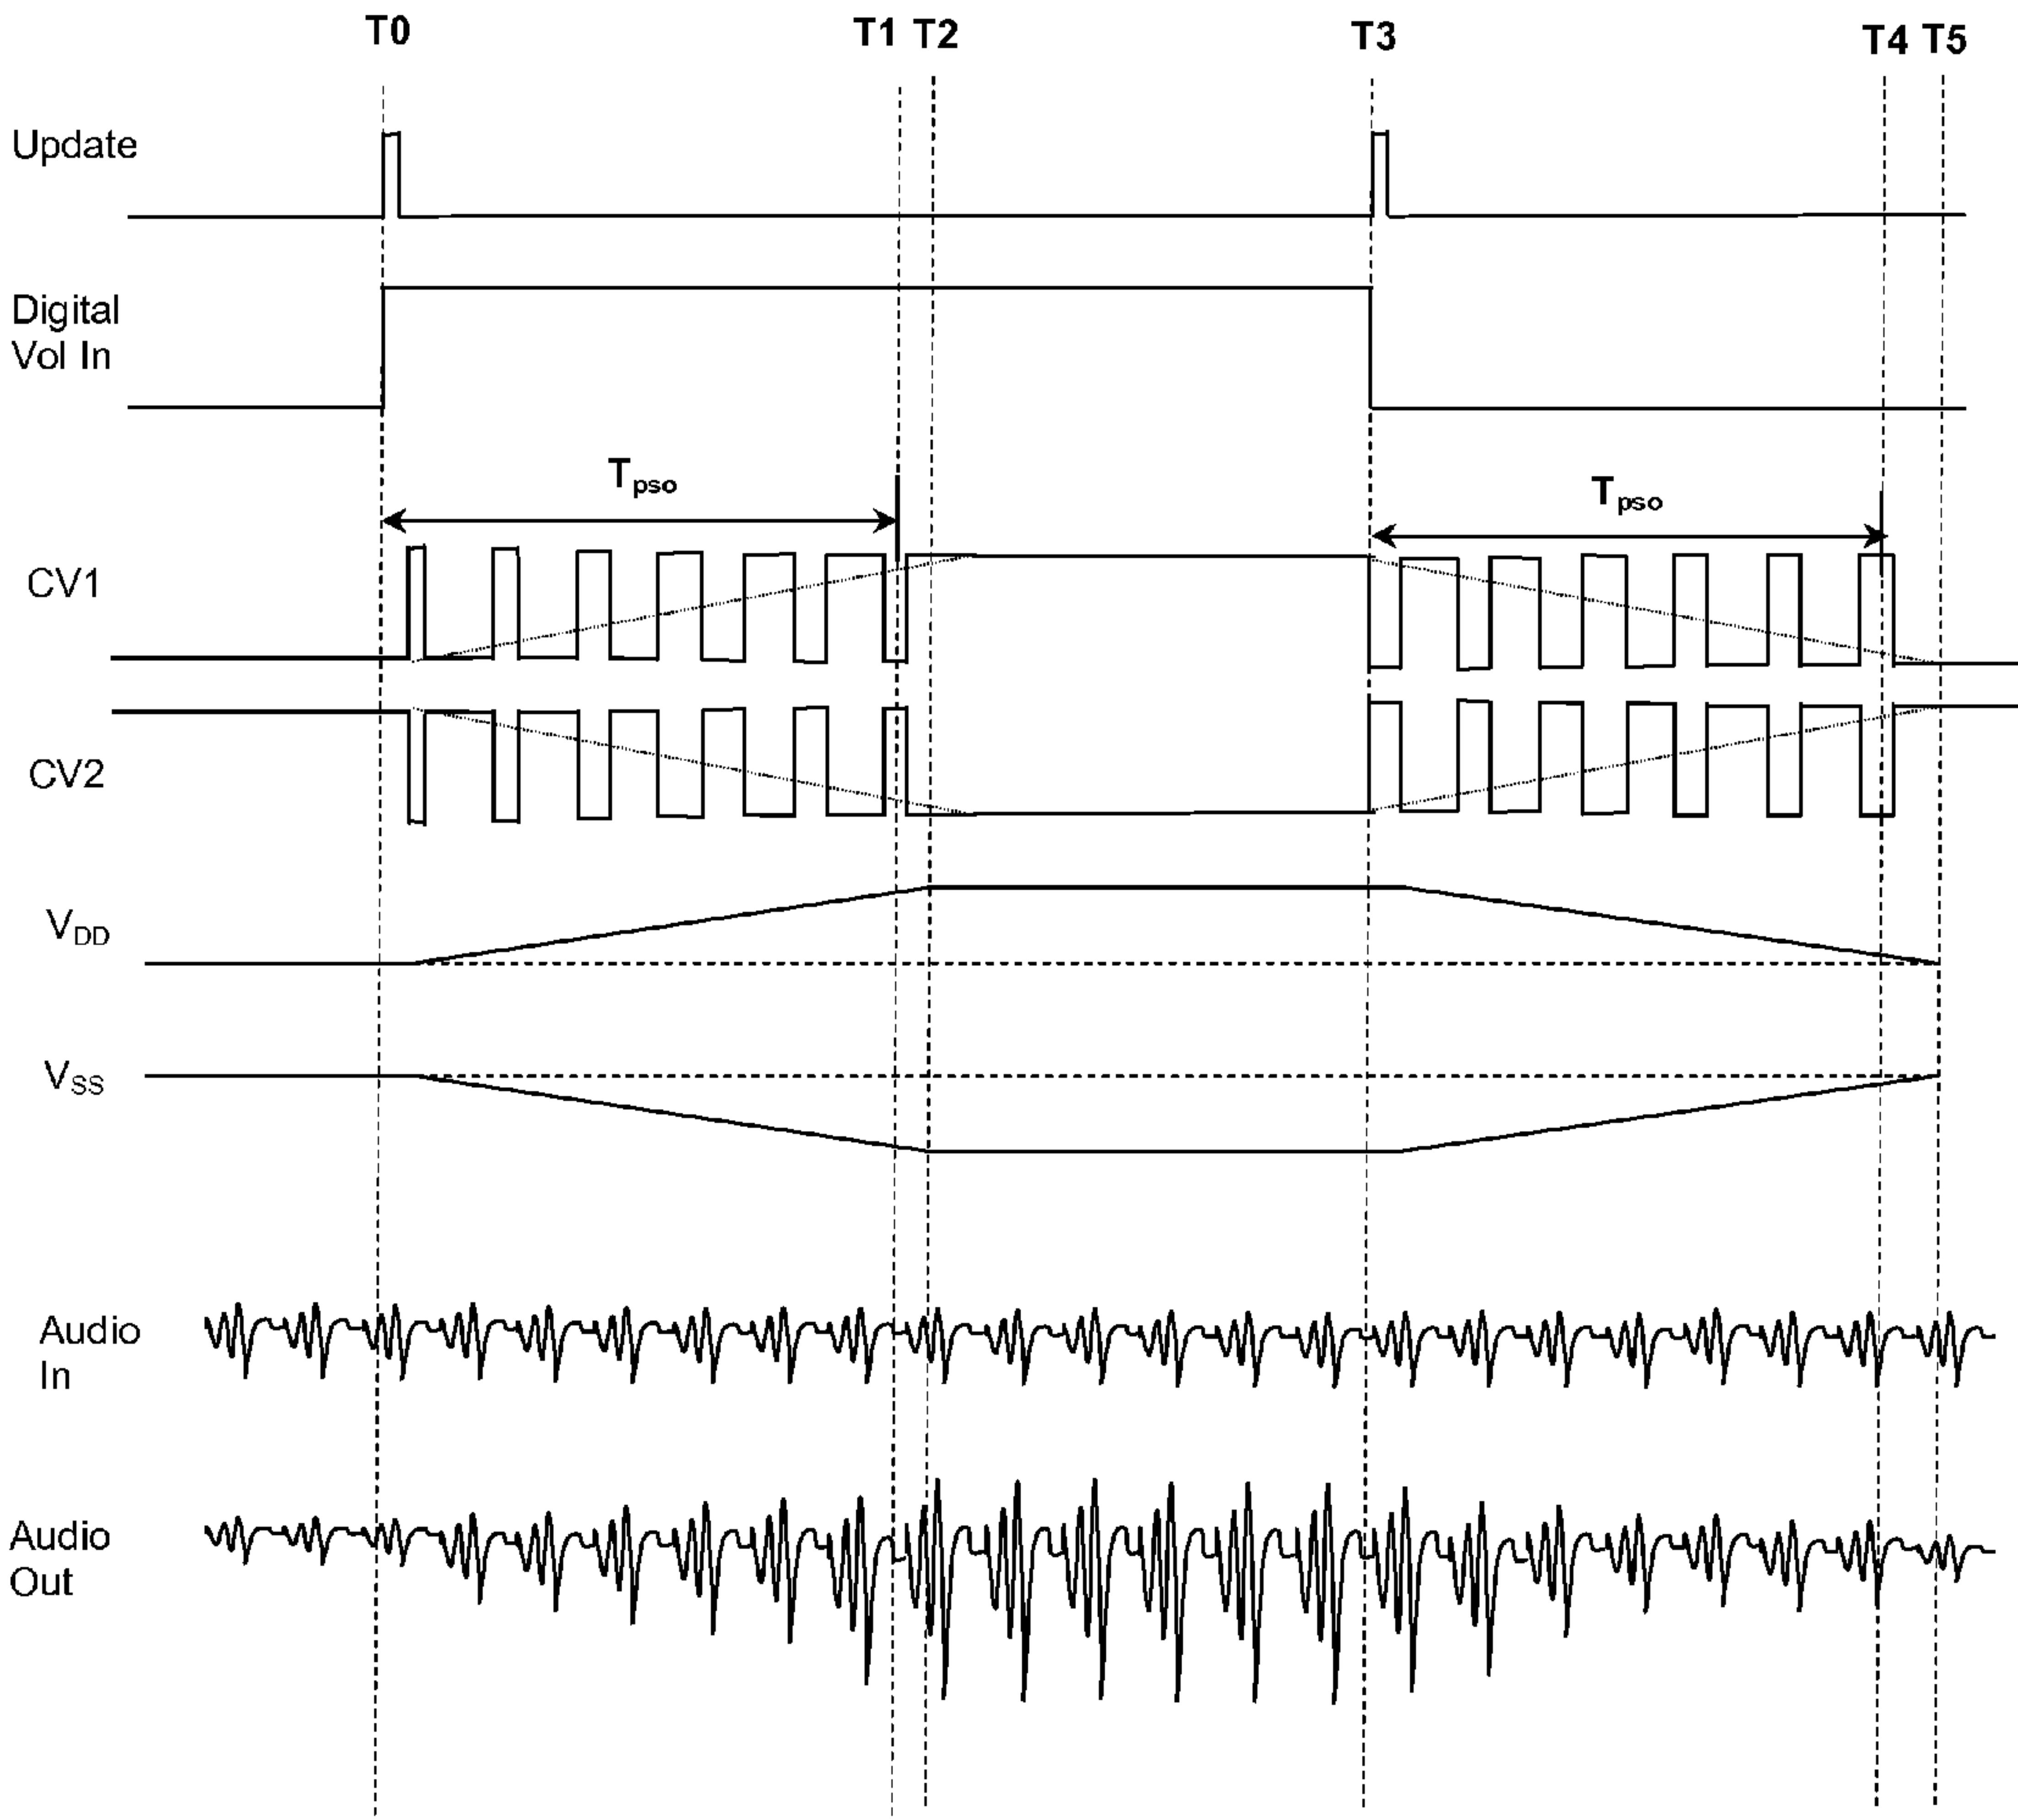 T0 T1 T2 T3 T4 T5
Update
Digital
Vol In
Tpso
Tpso
CV1
CV2
VDD
VSS
Audio
In
Audio
Out